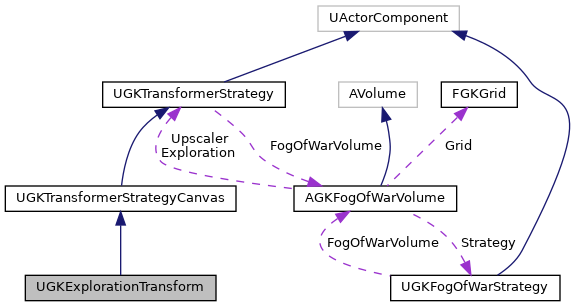 UActorComponent
UGKTransformerStrategy
AVolume
FGKGrid
Upscaler
Exploration
FogOfWarVolume
Grid
UGKTransformerStrategyCanvas
AGKFogOfWarVolume
FogOfWarVolume
Strategy
UGKExplorationTransform
UGKFogOfWarStrategy